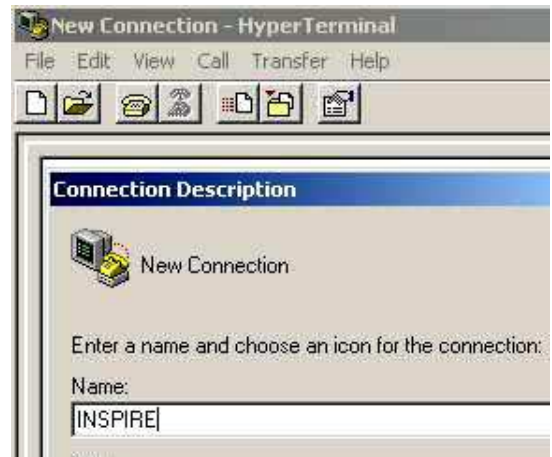 New Connection - HyperTerminal
File Edit View Call Transfer Help
Connection Description
New Connection
Enter a name and choose an icon for the connection:
Name:
INSPIRE